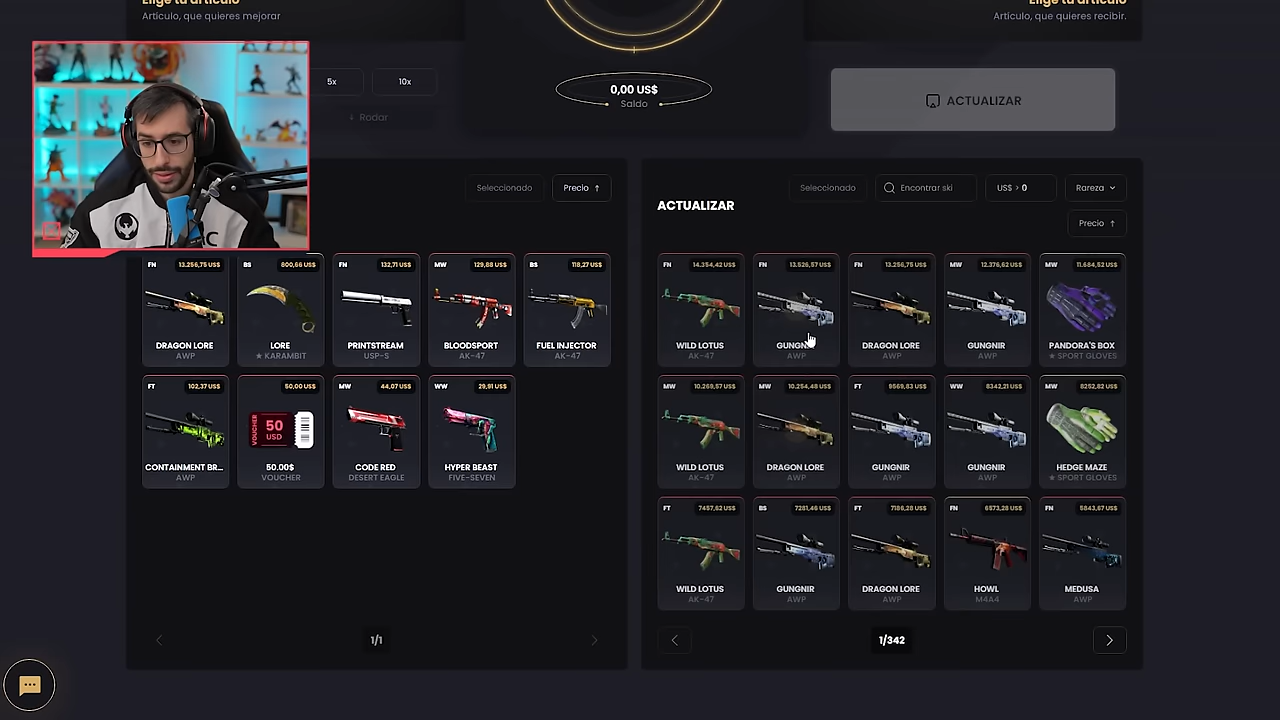 Elige tu artículo
Artículo, que quieres mejorar
Elige tu artículo
Artículo, que quieres recibir.
5x
10x
Rodar
0,00 US$
Saldo
ACTUALIZAR
Seleccionado
Precio
FN 13.256,75 US$
DRAGON LORE
AWP
BS 800,66 US$
LORE
★ KARAMBIT
FN 132,71 US$
PRINTSTREAM
USP-S
MW 129,88 US$
BLOODSPORT
AK-47
BS 118,27 US$
FUEL INJECTOR
AK-47
FT 102,37 US$
CONTAINMENT BR...
AWP
50,00 US$
VOUCHER
50
USD
50.00$
VOUCHER
MW 44,07 US$
CODE RED
DESERT EAGLE
WW 29,91 US$
HYPER BEAST
FIVE-SEVEN
1/1
ACTUALIZAR
Seleccionado
Encontrar ski
US$ > 0
Rareza
Precio
FN 14.354,42 US$
WILD LOTUS
AK-47
FN 13.526,57 US$
GUNGNIR
AWP
FN 13.256,75 US$
DRAGON LORE
AWP
MW 12.376,62 US$
GUNGNIR
AWP
MW 11.684,52 US$
PANDORA'S BOX
★ SPORT GLOVES
MW 10.269,57 US$
WILD LOTUS
AK-47
MW 10.254,48 US$
DRAGON LORE
AWP
FT 9569,83 US$
GUNGNIR
AWP
WW 8342,21 US$
GUNGNIR
AWP
MW 8252,82 US$
HEDGE MAZE
★ SPORT GLOVES
FT 7457,62 US$
WILD LOTUS
AK-47
BS 7281,46 US$
GUNGNIR
AWP
FT 7186,28 US$
DRAGON LORE
AWP
FN 6573,28 US$
HOWL
M4A4
FN 5843,67 US$
MEDUSA
AWP
1/342